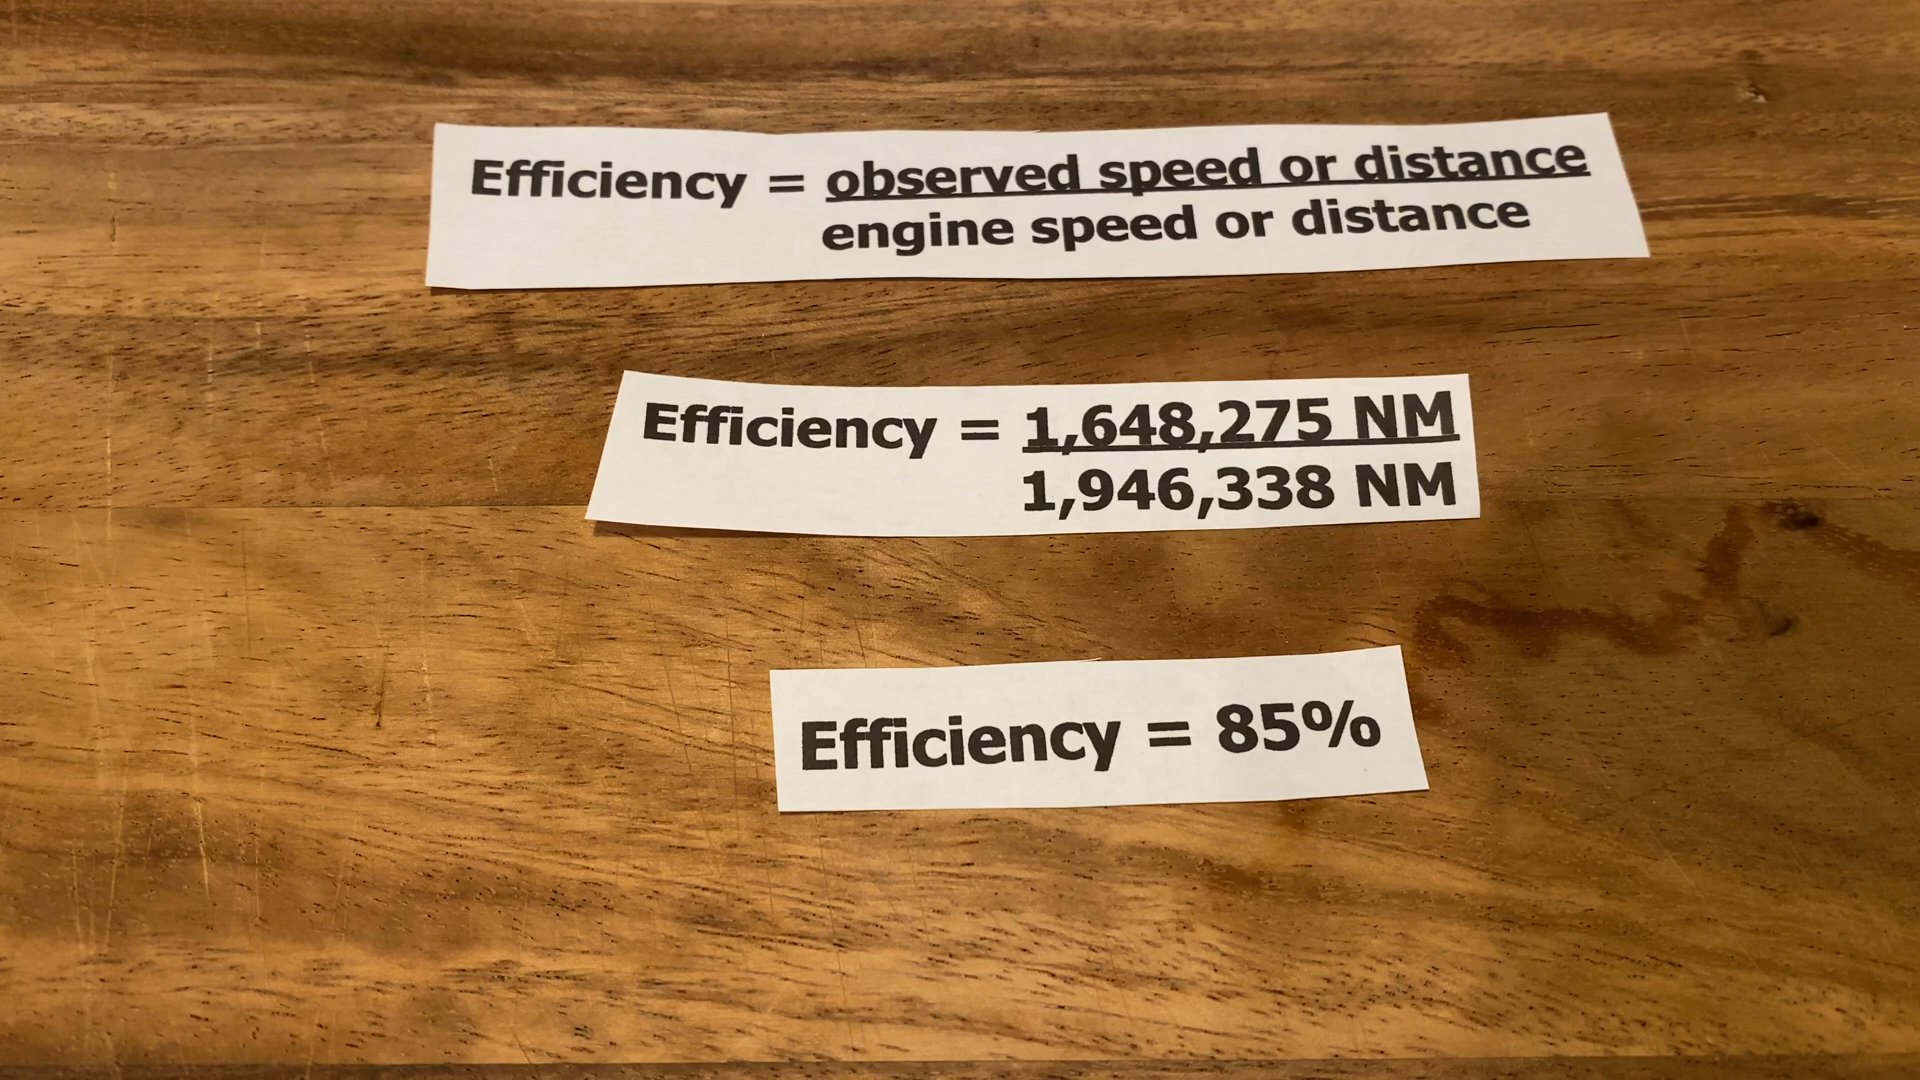 Efficiency = observed speed or distance
engine speed or distance
Efficiency = 1,648,275 NM
1,946,338 NM
Efficiency = 85%